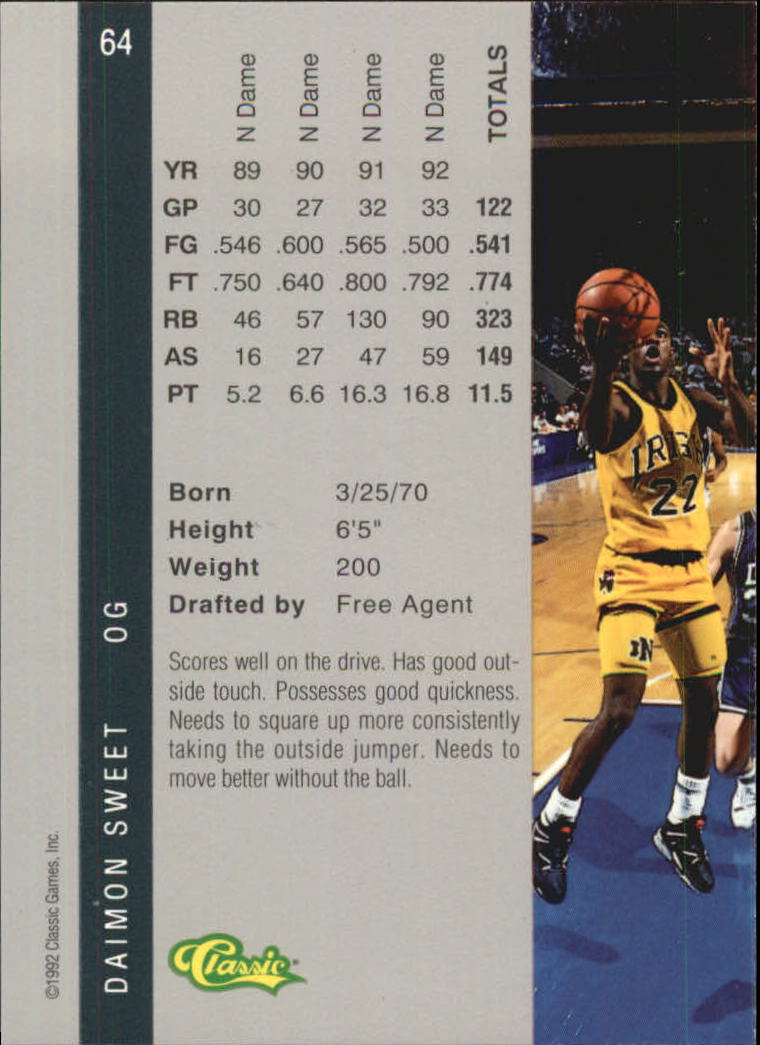 64
N Dame N Dame N Dame N Dame TOTALS
YR 89 90 91 92
GP 30 27 32 33 122
FG .546 .600 .565 .500 .541
FT .750 .640 .800 .792 .774
RB 46 57 130 90 323
AS 16 27 47 59 149
PT 5.2 6.6 16.3 16.8 11.5
Born 3/25/70
Height 6'5"
Weight 200
Drafted by Free Agent
Scores well on the drive. Has good out-
side touch. Possesses good quickness.
Needs to square up more consistently
taking the outside jumper. Needs to
move better without the ball.
DAIMON SWEET OG
©1992 Classic Games, Inc.
Classic
IRISH
22